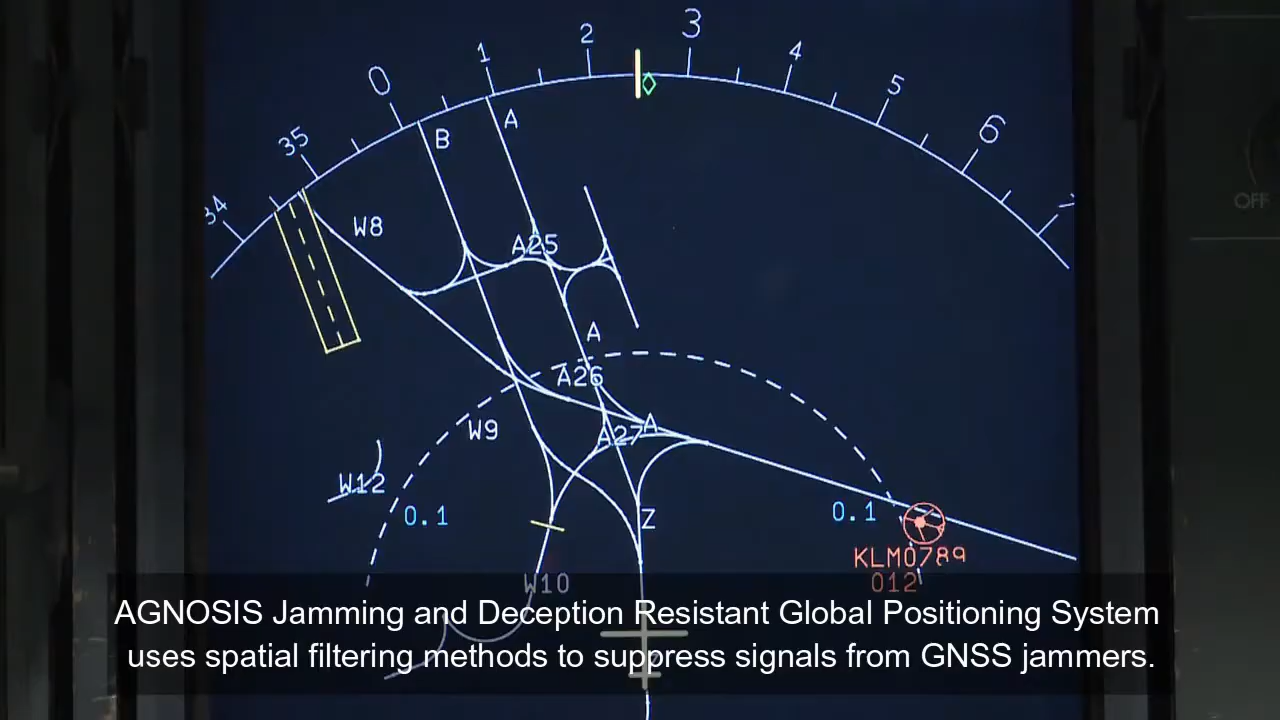 3
2
4
1
5
0
6
35
7
34
B
A
W8
A25
A
A26
A
W9
A27
W12
0.1
0.1
Z
KLM0789
012
W10
OFF
AGNOSIS Jamming and Deception Resistant Global Positioning System
uses spatial filtering methods to suppress signals from GNSS jammers.